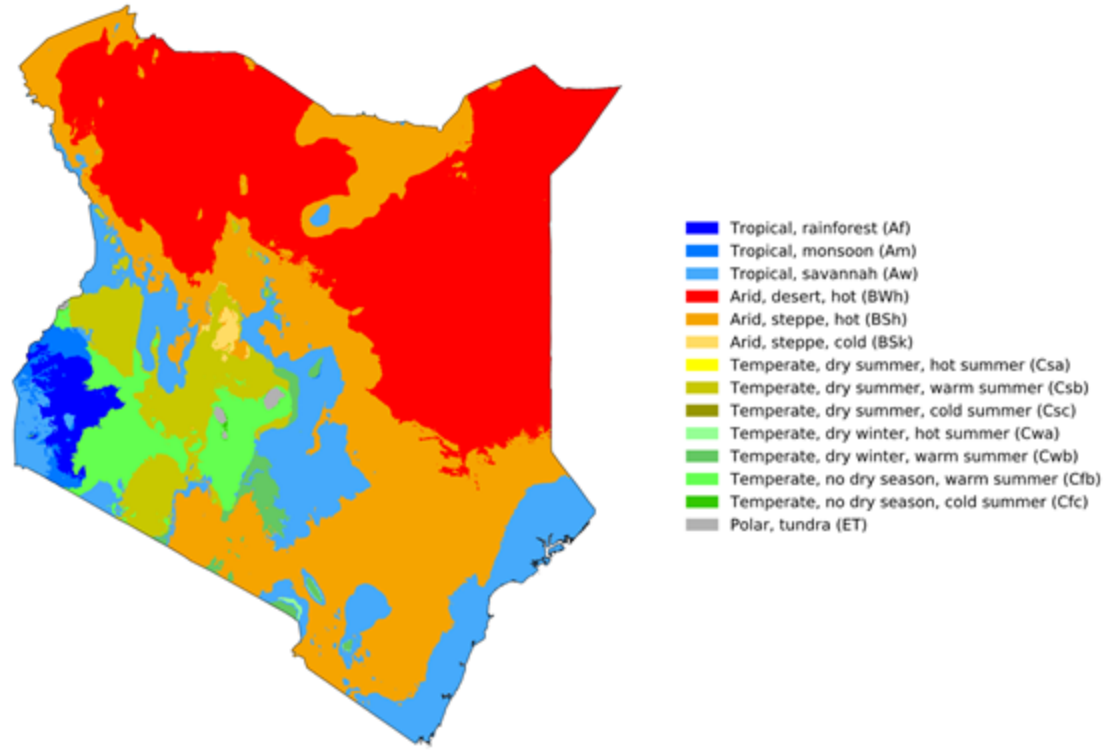 Tropical, rainforest (Af)
Tropical, monsoon (Am)
Tropical, savannah (Aw)
Arid, desert, hot (BWh)
Arid, steppe, hot (BSh)
Arid, steppe, cold (BSk)
Temperate, dry summer, hot summer (Csa)
Temperate, dry summer, warm summer (Csb)
Temperate, dry summer, cold summer (Csc)
Temperate, dry winter, hot summer (Cwa)
Temperate, dry winter, warm summer (Cwb)
Temperate, no dry season, warm summer (Cfb)
Temperate, no dry season, cold summer (Cfc)
Polar, tundra (ET)